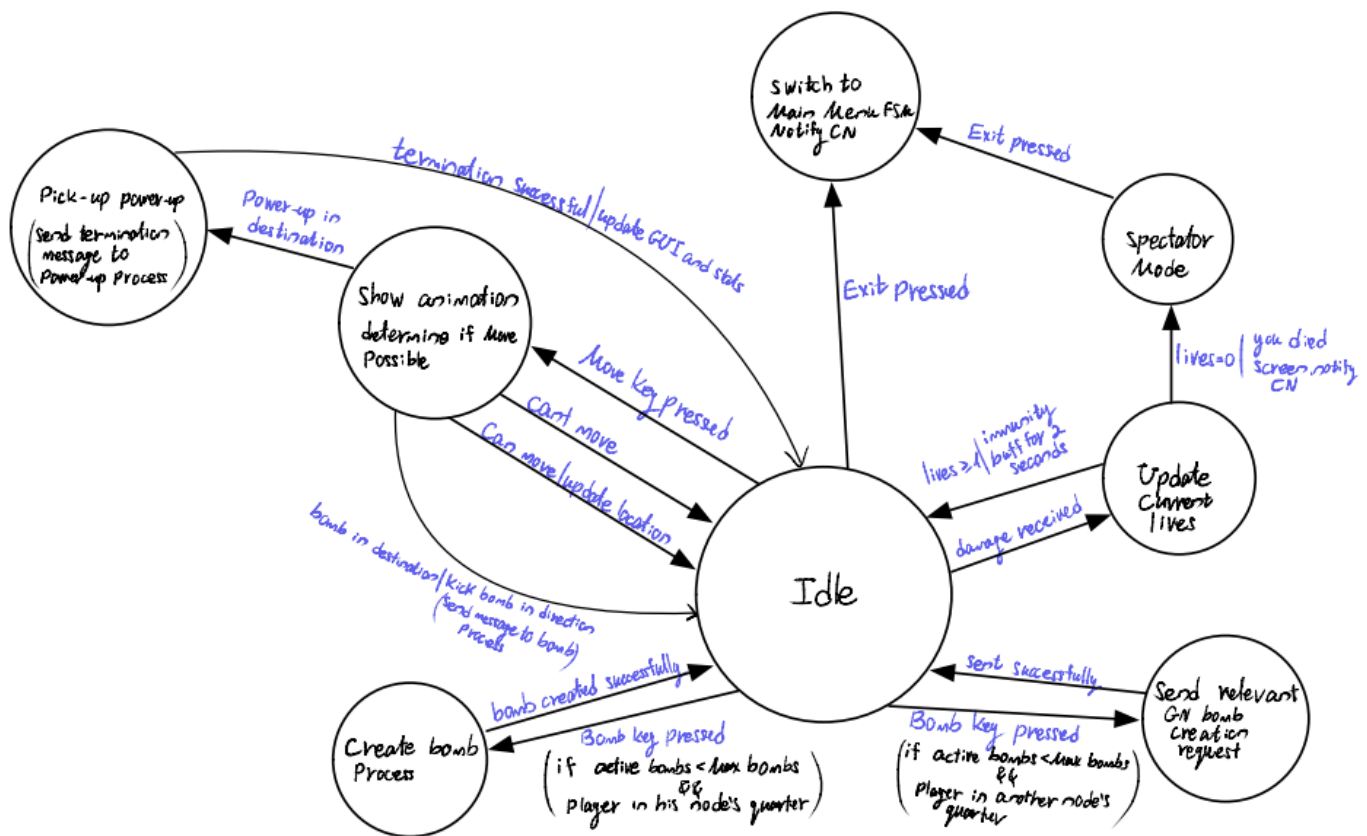 Switch to
Main Menu FSM
Notify CN
Exit pressed
termination successful/update GUI and stats
Pick-up power-up
(send termination
message to
Power-up Process)
Power-up in
destination
Spectator
Mode
Show animation
determine if Move
Possible
Exit Pressed
Move key pressed
Cant move
Can move/update location
lives=0/you died
screen, notify
CN
lives≥1/immunity
buff for 2
seconds
Update
Current
lives
damage received
Idle
bomb in destination/kick bomb in direction
(send message to bomb)
Process
bomb created successfully
Create bomb
Process
Bomb key pressed
(if active bombs < Max bombs
&&
Player in his node's quarter)
sent successfully
Bomb key pressed
(if active bombs < Max bombs
&&
player in another node's
quarter)
Send relevant
GN bomb
creation
request